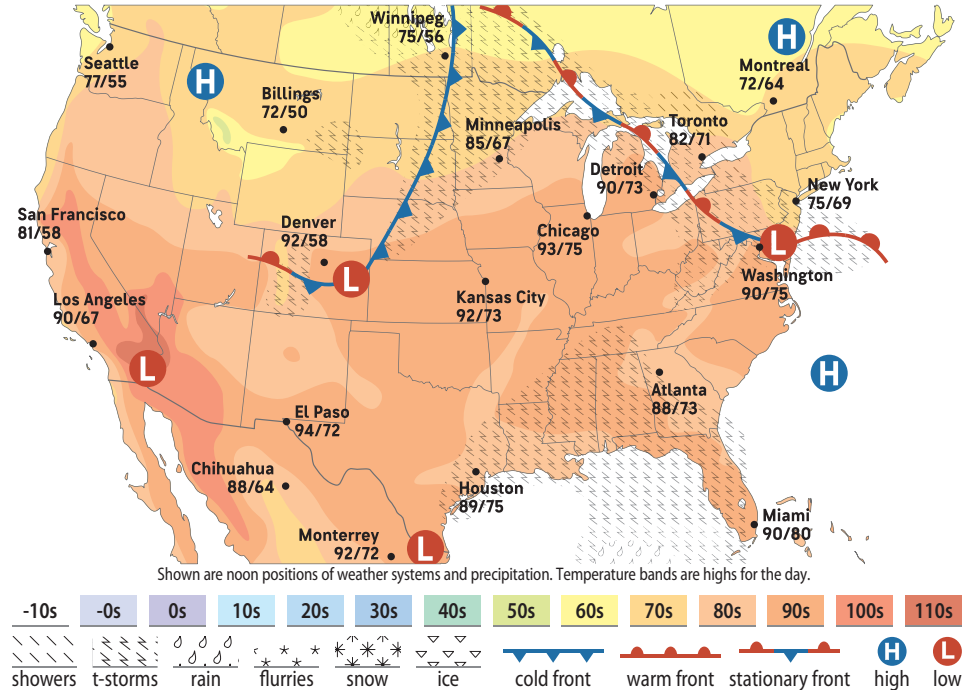 Winnipeg
75/56
H
Seattle
77/55
H
Montreal
72/64
Billings
72/50
Minneapolis
85/67
Toronto
82/71
Detroit
90/73
New York
75/69
San Francisco
81/58
Denver
92/58
Chicago
93/75
L
L
Washington
90/75
Kansas City
92/73
Los Angeles
90/67
L
H
Atlanta
88/73
El Paso
94/72
Chihuahua
88/64
Houston
89/75
Monterrey
92/72
L
Miami
90/80
Shown are noon positions of weather systems and precipitation. Temperature bands are highs for the day.
-10s -0s 0s 10s 20s 30s 40s 50s 60s 70s 80s 90s 100s 110s
H L
showers t-storms rain flurries snow ice cold front warm front stationary front high low